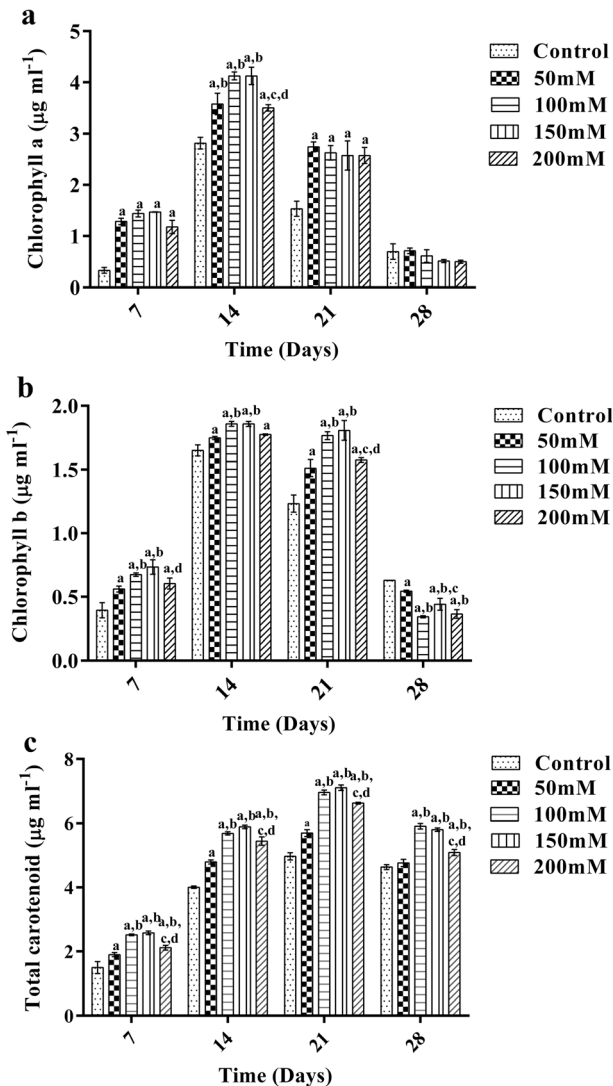 a
Chlorophyll a (µg ml⁻¹)
5
4
3
2
1
0
a
a
a
a
a,b
a,b
a,b
a,c,d
a
a
a
a
7
14
21
28
Time (Days)
Control
50mM
100mM
150mM
200mM
b
Chlorophyll b (µg ml⁻¹)
2.0
1.5
1.0
0.5
0.0
a
a,b
a,b
a,d
a
a,b
a,b
a
a
a,b
a,b
a,c,d
a
a,b
a,b,c
a,b
7
14
21
28
Time (Days)
Control
50mM
100mM
150mM
200mM
c
Total carotenoid (µg ml⁻¹)
8
6
4
2
0
a
a,b
a,b
a,b,
c,d
a
a,b
a,b
a,b,
c,d
a
a,b
a,b
a,b,
c,d
a,b
a,b
a,b,
c,d
7
14
21
28
Time (Days)
Control
50mM
100mM
150mM
200mM